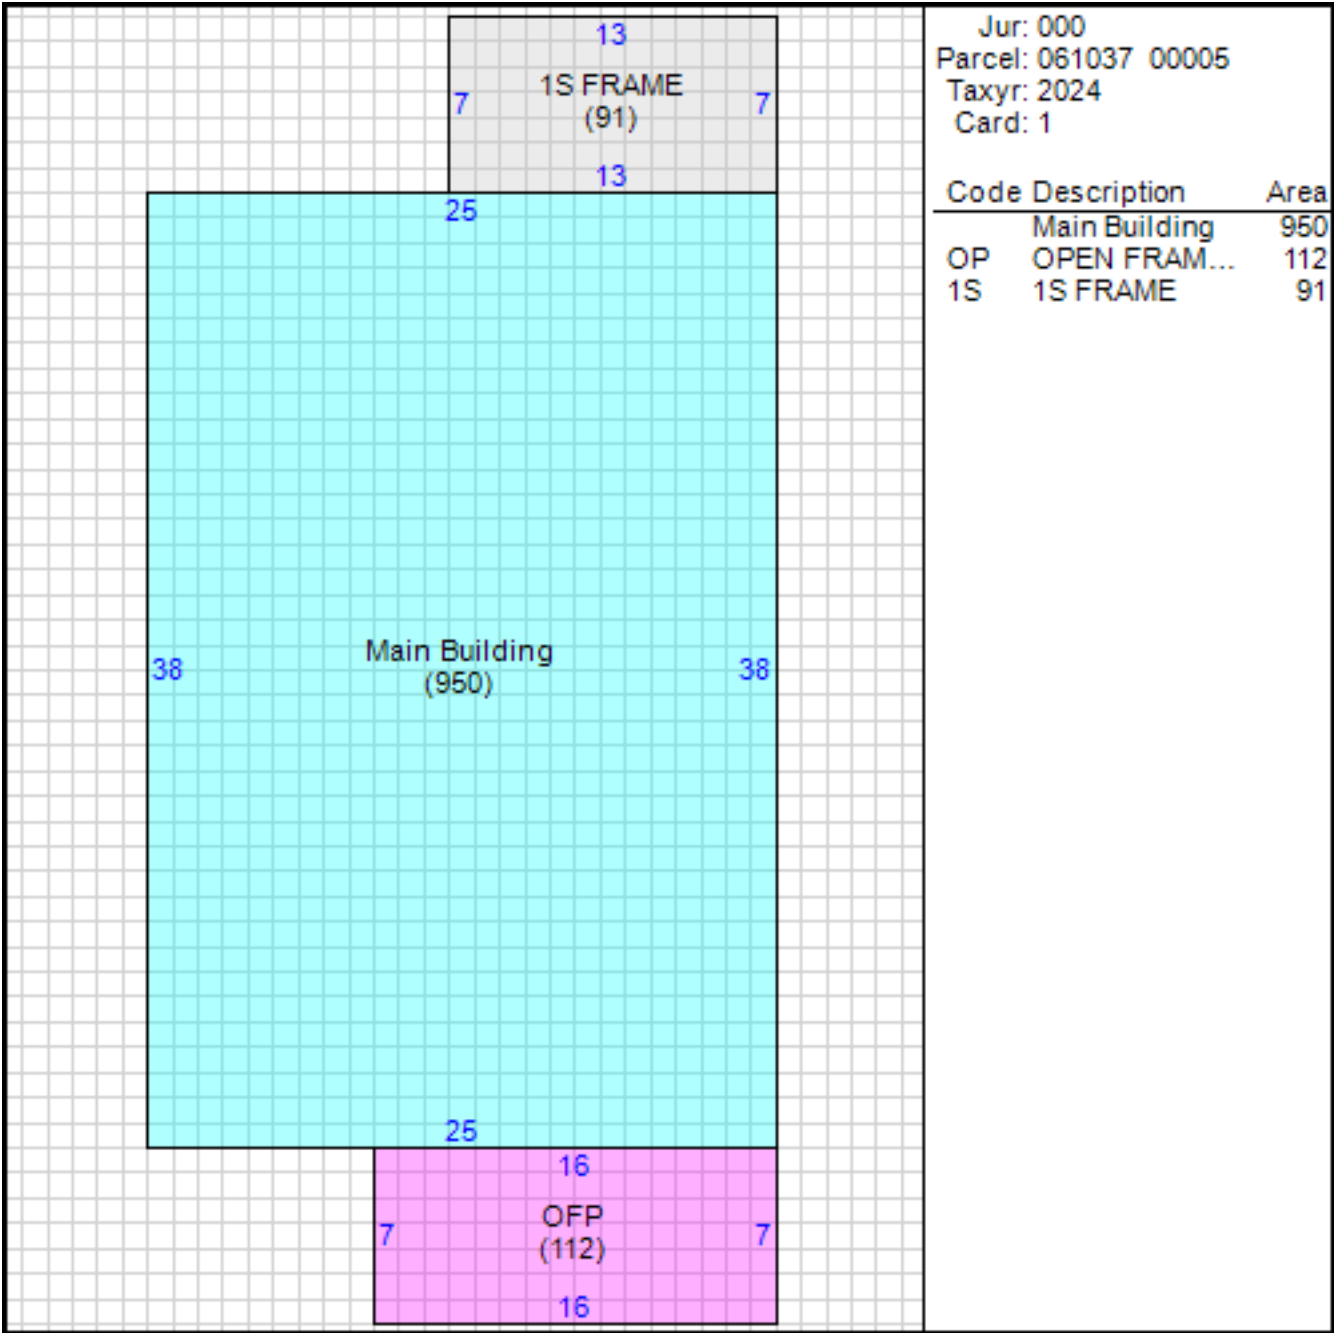 13
1S FRAME
(91)
7
7
13
25
Main Building
(950)
38
38
25
16
OFP
(112)
7
7
16
Jur: 000
Parcel: 061037 00005
Taxyr: 2024
Card: 1
Code Description Area
Main Building 950
OP OPEN FRAM... 112
1S 1S FRAME 91